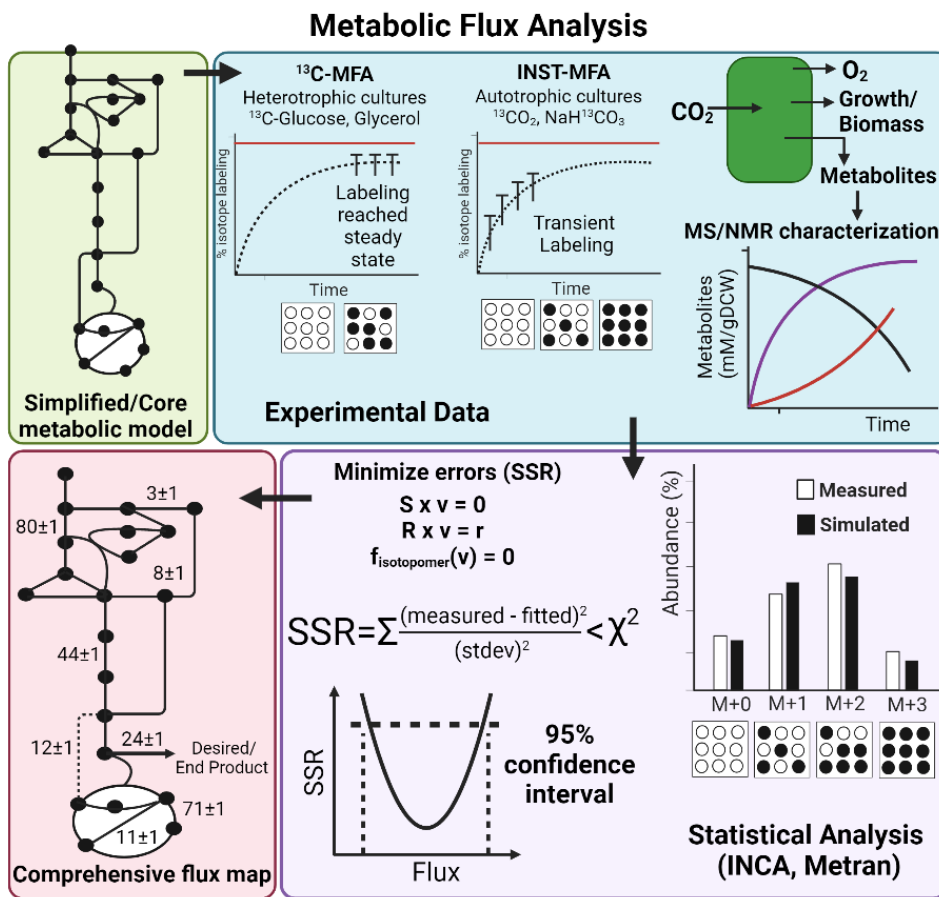 Metabolic Flux Analysis
Simplified/Core
metabolic model
¹³C-MFA
Heterotrophic cultures
¹³C-Glucose, Glycerol
% isotope labeling
Labeling
reached
steady
state
Time
INST-MFA
Autotrophic cultures
¹³CO₂, NaH¹³CO₃
% isotope labeling
Transient
Labeling
Time
CO₂
O₂
Growth/
Biomass
Metabolites
MS/NMR characterization
Metabolites
(mM/gDCW)
Time
Experimental Data
Minimize errors (SSR)
S x v = 0
R x v = r
f_isotopomer(v) = 0
SSR=Σ (measured - fitted)² / (stdev)² < χ²
SSR
95%
confidence
interval
Flux
Abundance (%)
Measured
Simulated
M+0 M+1 M+2 M+3
Statistical Analysis
(INCA, Metran)
3±1
80±1
8±1
44±1
12±1
24±1
Desired/
End Product
71±1
11±1
Comprehensive flux map